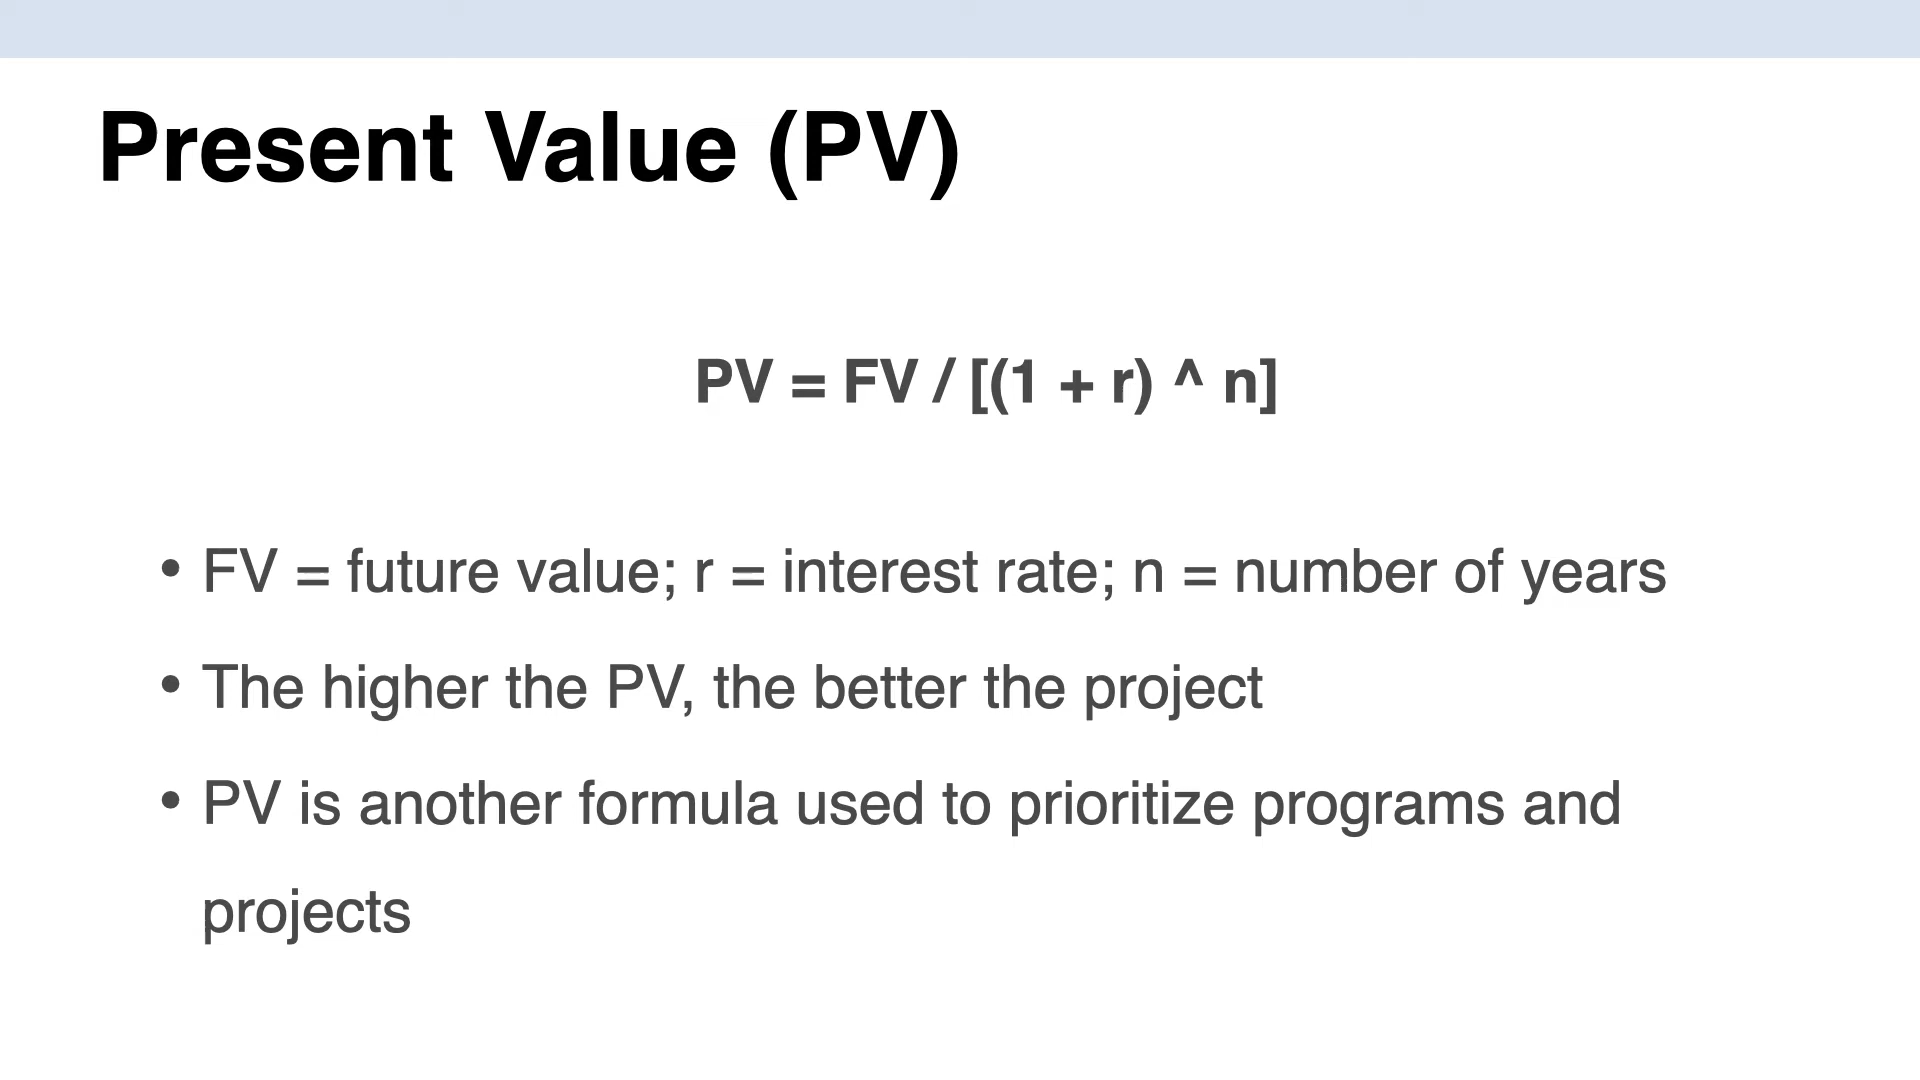 Present Value (PV)
PV = FV / [(1 + r) ^ n]
• FV = future value; r = interest rate; n = number of years
• The higher the PV, the better the project
• PV is another formula used to prioritize programs and
projects